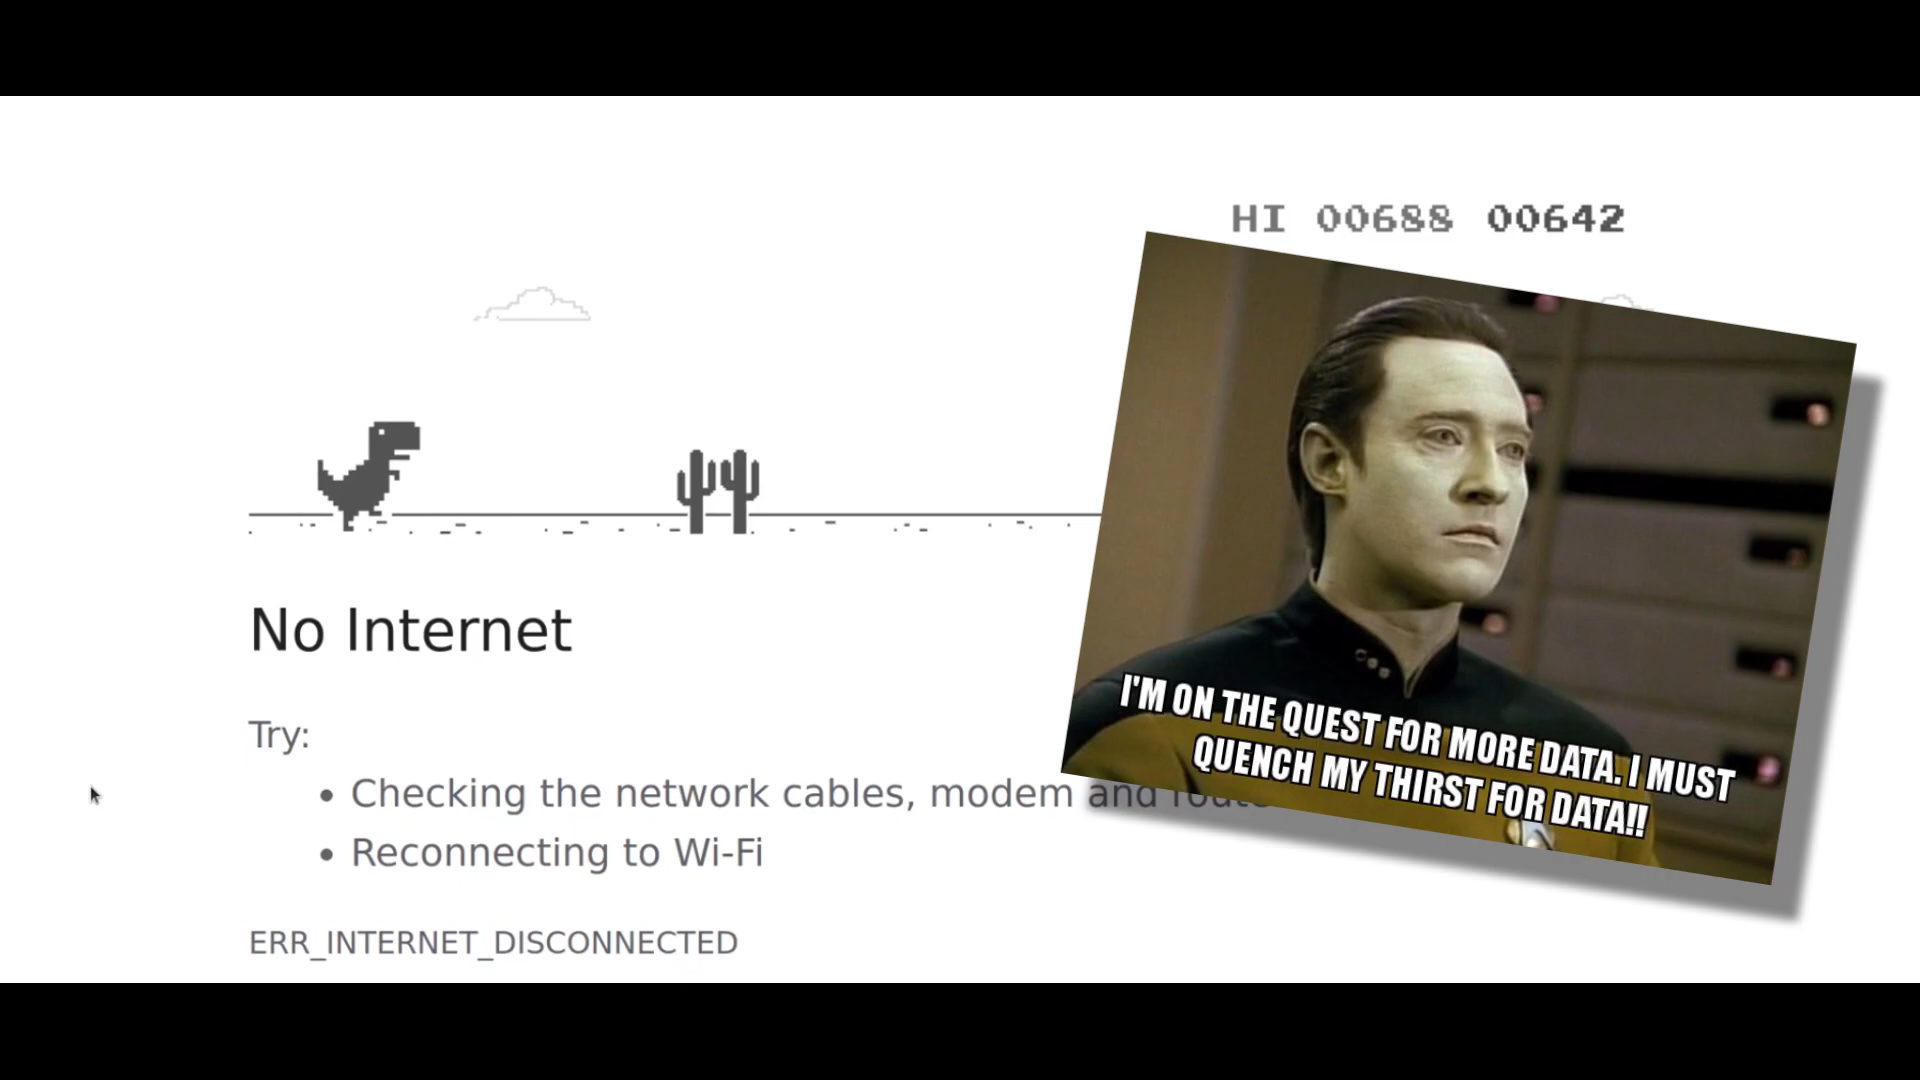 HI 00688 00642
No Internet
Try:
Checking the network cables, modem and
Reconnecting to Wi-Fi
ERR_INTERNET_DISCONNECTED
I'M ON THE QUEST FOR MORE DATA. I MUST
QUENCH MY THIRST FOR DATA!!